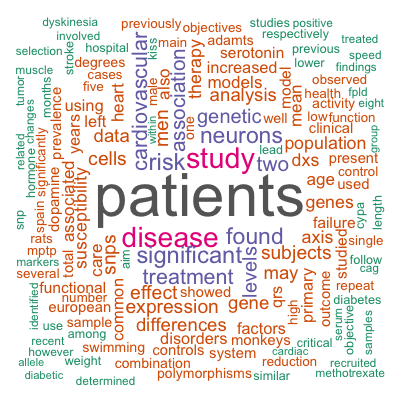 dyskinesia
involved
hospital
previously
objectives
studies positive
respectively
treated
selection
stroke
degrees
main
adamts
previous
speed
muscle
cases
kiss
serotonin
lower
findings
five
also
increased
model
observed
tumor
months
heart
male
therapy
models
mean
health
fpld
using
within
men
one
analysis
activity
eight
hormone changes
prevalence
years
left
cardiovascular
association
genetic
well
low
function
group
data
risk
neurons
population
clinical
related
significantly
dopamine
associated
susceptibility
cells
study
lead
two
dxs
present
control
patients
age
used
cypa
length
snp
spain
total
genes
rats
mptp
care
snps
disease
found
axis
failure
studied
single
markers
several
aim
significant
levels
subjects
follow
cag
functional
treatment
may
primary
outcome
repeat
identified
number
common
effect
showed
gene
qrs
high
diabetes
european
expression
serum
objective
samples
use
sample
differences
factors
recent
among
disorders
monkeys
critical
however
swimming
controls
system
cardiac
allele
weight
combination
reduction
recruited
diabetic
determined
polymorphisms
similar
methotrexate